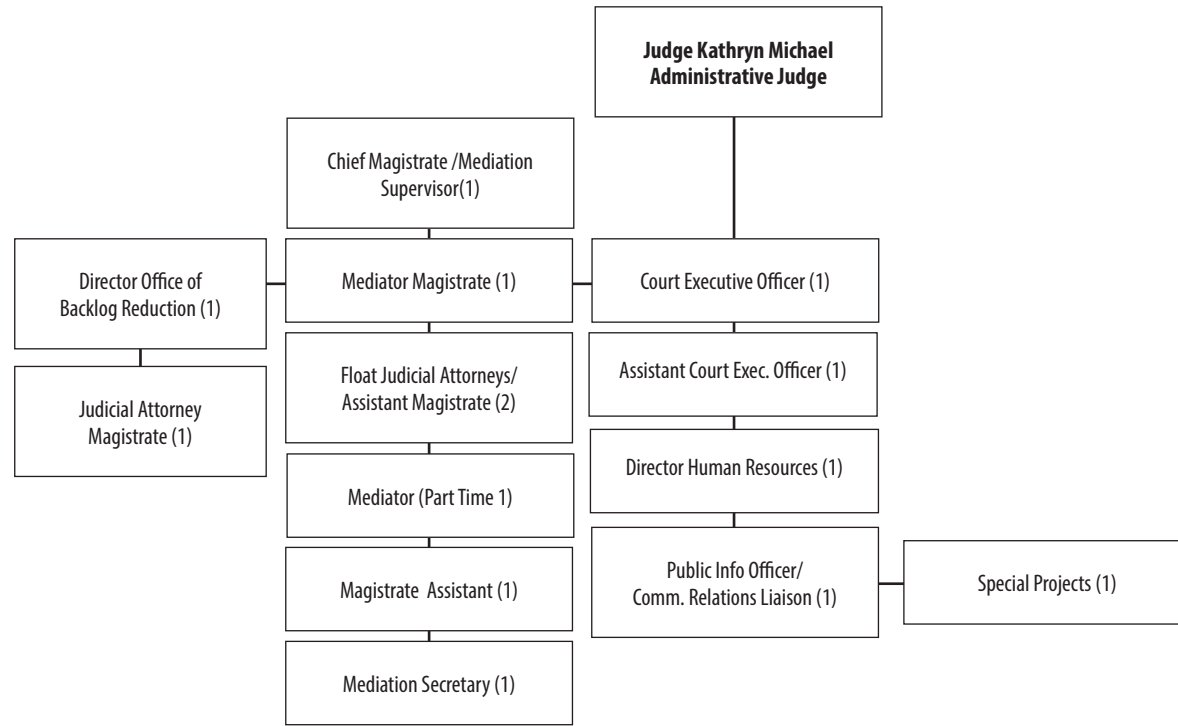 Judge Kathryn Michael
Administrative Judge
Chief Magistrate /Mediation
Supervisor(1)
Director Office of
Backlog Reduction (1)
Mediator Magistrate (1)
Court Executive Officer (1)
Judicial Attorney
Magistrate (1)
Float Judicial Attorneys/
Assistant Magistrate (2)
Assistant Court Exec. Officer (1)
Mediator (Part Time 1)
Director Human Resources (1)
Magistrate Assistant (1)
Public Info Officer/
Comm. Relations Liaison (1)
Special Projects (1)
Mediation Secretary (1)